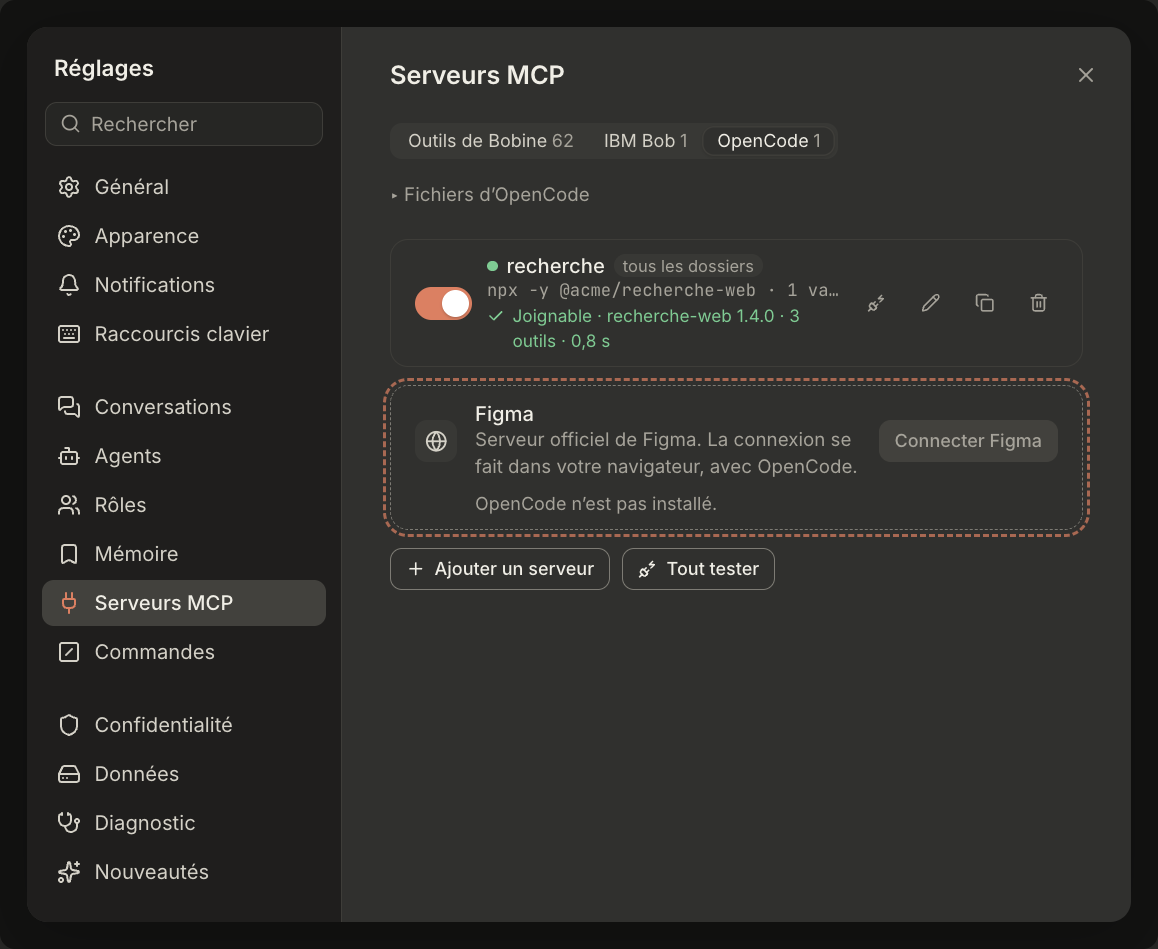 Réglages
Rechercher
Général
Apparence
Notifications
Raccourcis clavier
Conversations
Agents
Rôles
Mémoire
Serveurs MCP
Commandes
Confidentialité
Données
Diagnostic
Nouveautés
Serveurs MCP
Outils de Bobine 62 IBM Bob 1 OpenCode 1
Fichiers d’OpenCode
recherche tous les dossiers
npx -y @acme/recherche-web · 1 va…
Joignable · recherche-web 1.4.0 · 3
outils · 0,8 s
Figma
Serveur officiel de Figma. La connexion se
fait dans votre navigateur, avec OpenCode.
OpenCode n’est pas installé.
Connecter Figma
Ajouter un serveur
Tout tester